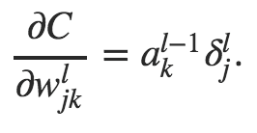 ∂C/∂w^l_{jk} = a^{l−1}_k δ^l_j.